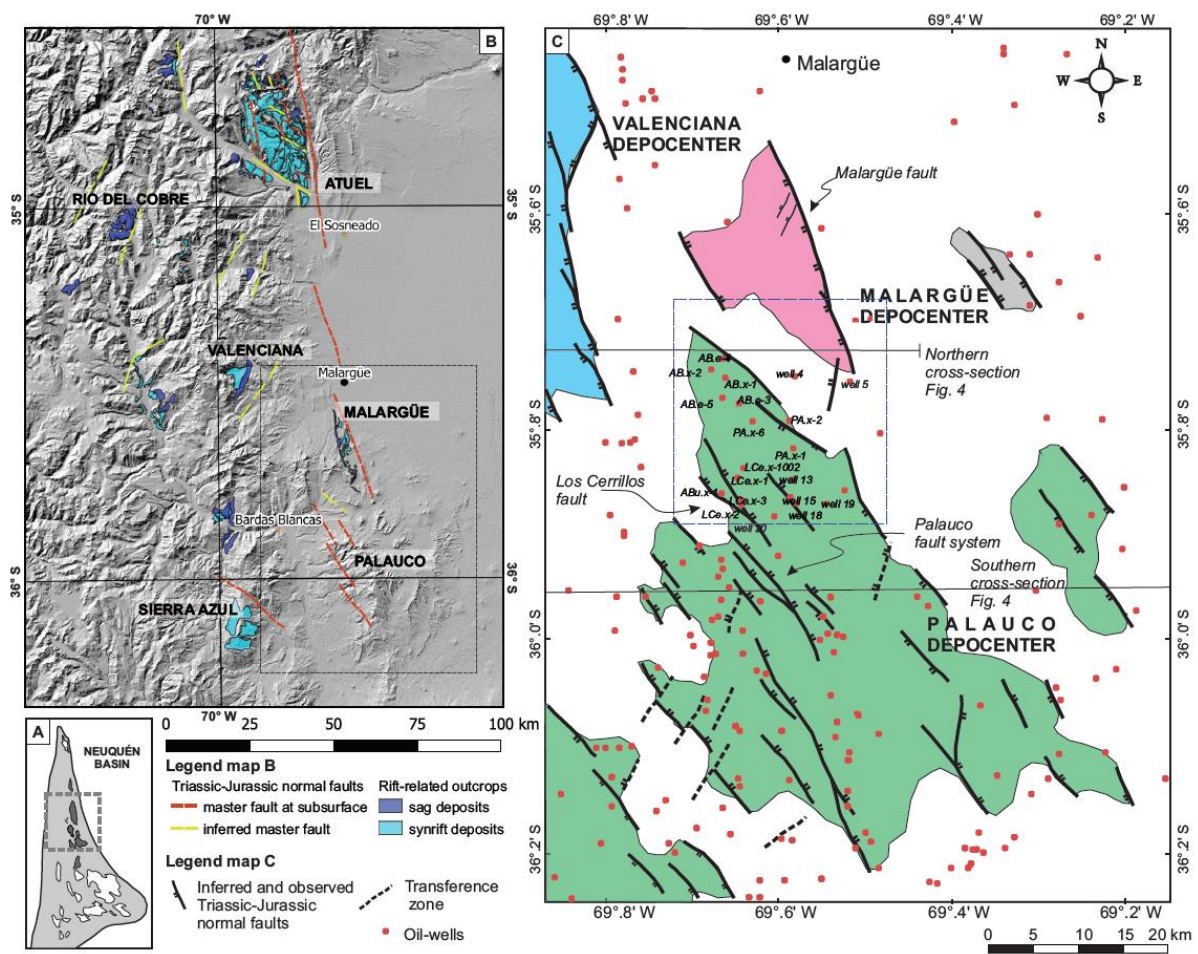 70° W
B
ATUEL
RIO DEL COBRE
35° S
El Sosneado
VALENCIANA
Malargüe
MALARGÜE
Bardas Blancas
PALAUCO
36° S
36° S
SIERRA AZUL
70° W
A
NEUQUÉN
BASIN
0 25 50 75 100 km
Legend map B
Triassic-Jurassic normal faults
master fault at subsurface
inferred master fault
Rift-related outcrops
sag deposits
synrift deposits
Legend map C
Inferred and observed
Triassic-Jurassic
normal faults
Transference
zone
Oil-wells
69°.8' W 69°.6' W 69°.4' W 69°.2' W
C
Malargüe
N
W E
S
VALENCIANA
DEPOCENTER
Malargüe fault
35°.6' S
35°.6' S
MALARGÜE
DEPOCENTER
Northern
cross-section
Fig. 4
AB.e-4
AB.x-2
AB.x-1
well 4
well 5
AB.e-3
AB.e-5
PA.x-2
PA.x-6
35°.8' S
35°.8' S
PA.x-1
LCe.x-1002
LCe.x-1
well 13
Los Cerrillos
fault
ABu.x-1
LCe.x-3
well 15
well 19
LCe.x-2
well 18
Palauco
fault system
Southern
cross-section
Fig. 4
PALAUCO
DEPOCENTER
36°.0' S
36°.0' S
36°.2' S
36°.2' S
69°.8' W 69°.6' W 69°.4' W 69°.2' W
0 5 10 15 20 km